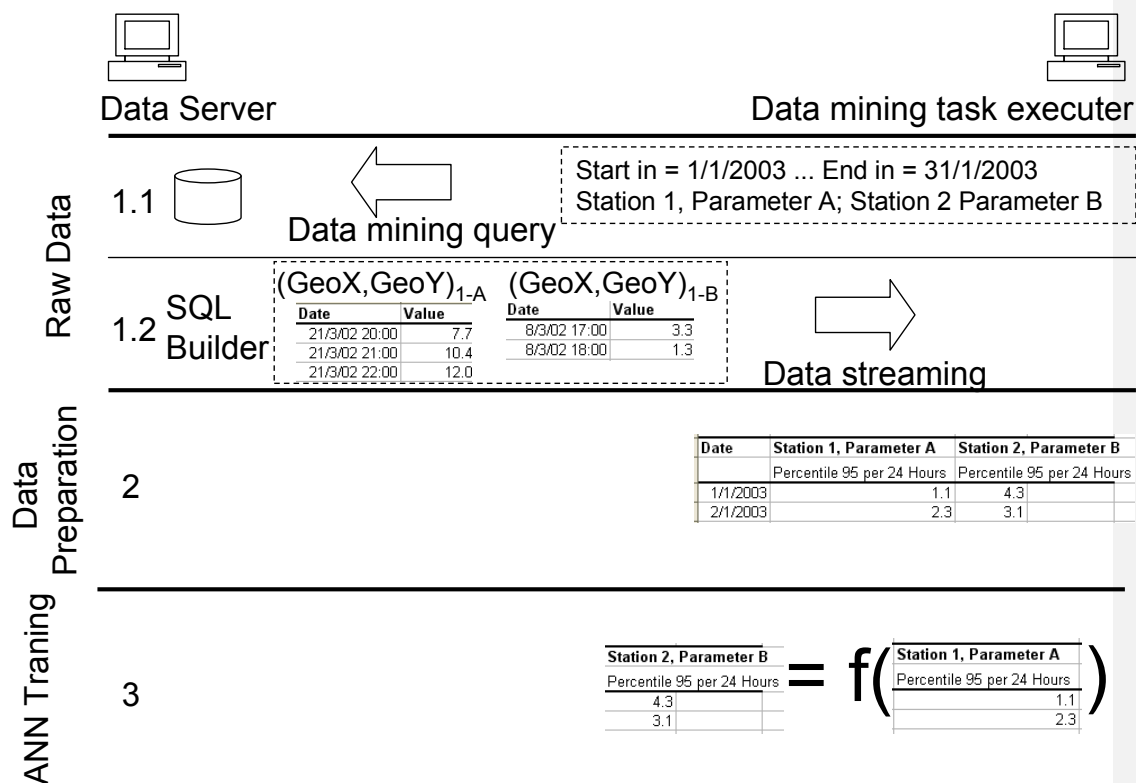 Data Server
Data mining task executer
Raw Data
1.1
Data mining query
Start in = 1/1/2003 ... End in = 31/1/2003
Station 1, Parameter A; Station 2 Parameter B
1.2
SQL
Builder
(GeoX,GeoY)1-A
Date Value
21/3/02 20:00 7.7
21/3/02 21:00 10.4
21/3/02 22:00 12.0
(GeoX,GeoY)1-B
Date Value
8/3/02 17:00 3.3
8/3/02 18:00 1.3
Data streaming
Data
Preparation
2
Date Station 1, Parameter A Station 2, Parameter B
Percentile 95 per 24 Hours Percentile 95 per 24 Hours
1/1/2003 1.1 4.3
2/1/2003 2.3 3.1
ANN Traning
3
Station 2, Parameter B
Percentile 95 per 24 Hours
4.3
3.1
= f(
Station 1, Parameter A
Percentile 95 per 24 Hours
1.1
2.3
)